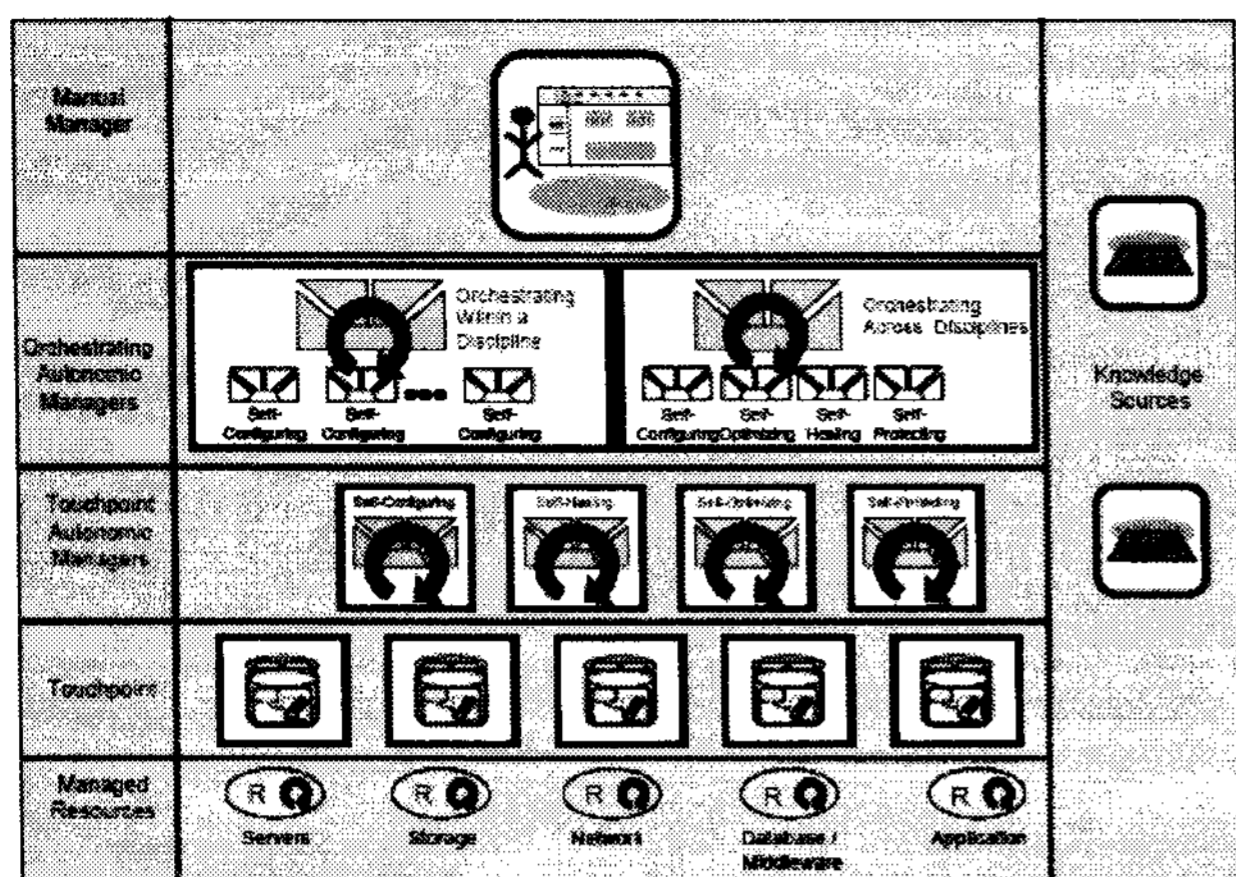 Manual
Manager
Orchestrating
Autonomic
Managers
Orchestrating
Within a
Discipline
Self-
Configuring
Self-
Configuring
Self-
Configuring
Orchestrating
Across Disciplines
Self-
Configuring
Self-
Optimizing
Self-
Healing
Self-
Protecting
Knowledge
Sources
Touchpoint
Autonomic
Managers
Self-Configuring
Self-Healing
Self-Optimizing
Self-Protecting
Touchpoint
Managed
Resources
R
Servers
R
Storage
R
Network
R
Database /
Middleware
R
Application